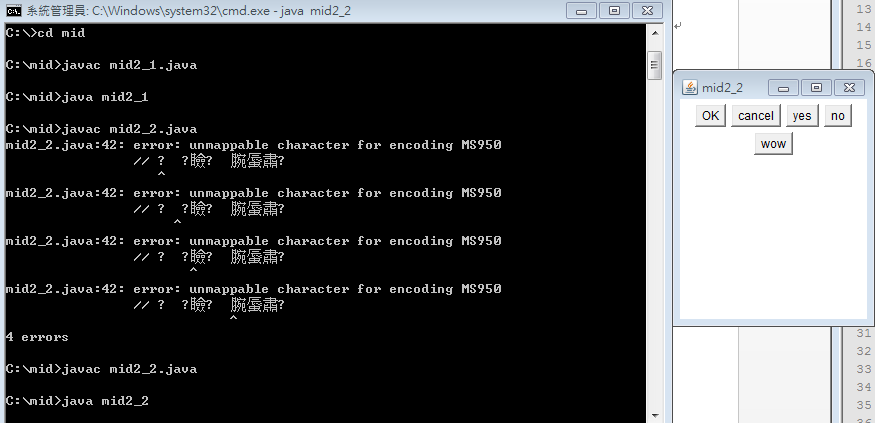 系統管理員: C:\Windows\system32\cmd.exe - java  mid2_2
C:\>cd mid
C:\mid>javac mid2_1.java
C:\mid>java mid2_1
C:\mid>javac mid2_2.java
mid2_2.java:42: error: unmappable character for encoding MS950
// ?  ?瞼?  腕蜃肅?
^
mid2_2.java:42: error: unmappable character for encoding MS950
// ?  ?瞼?  腕蜃肅?
^
mid2_2.java:42: error: unmappable character for encoding MS950
// ?  ?瞼?  腕蜃肅?
^
mid2_2.java:42: error: unmappable character for encoding MS950
// ?  ?瞼?  腕蜃肅?
^
4 errors
C:\mid>javac mid2_2.java
C:\mid>java mid2_2
mid2_2
OK cancel yes no
wow
13
14
15
16
31
32
33
34
35
36